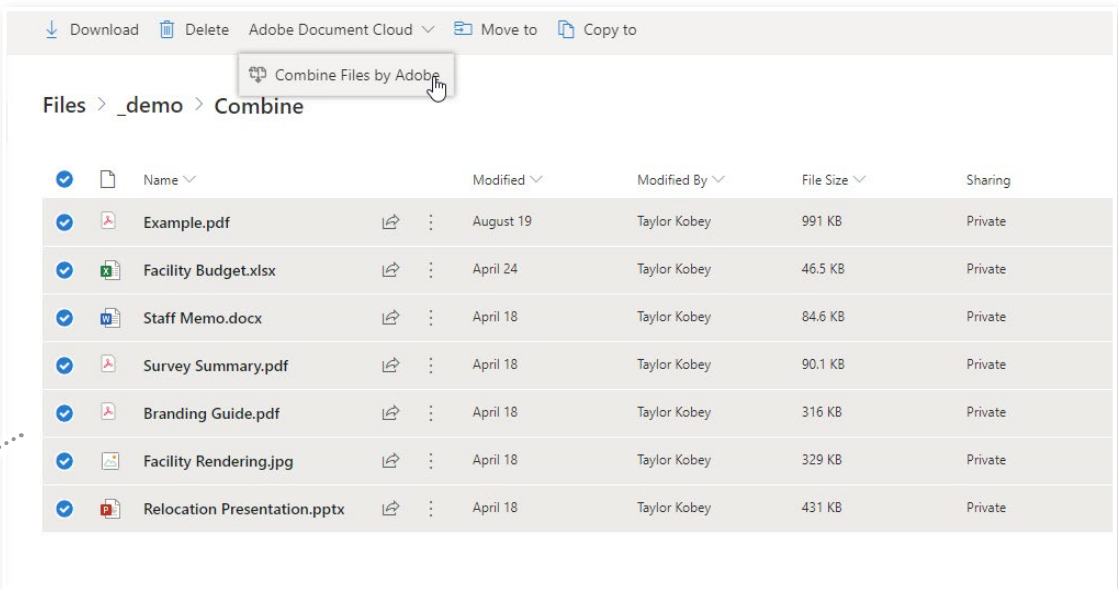 Download Delete Adobe Document Cloud Move to Copy to
Combine Files by Adobe
Files > _demo > Combine
Name Modified Modified By File Size Sharing
Example.pdf August 19 Taylor Kobey 991 KB Private
Facility Budget.xlsx April 24 Taylor Kobey 46.5 KB Private
Staff Memo.docx April 18 Taylor Kobey 84.6 KB Private
Survey Summary.pdf April 18 Taylor Kobey 90.1 KB Private
Branding Guide.pdf April 18 Taylor Kobey 316 KB Private
Facility Rendering.jpg April 18 Taylor Kobey 329 KB Private
Relocation Presentation.pptx April 18 Taylor Kobey 431 KB Private